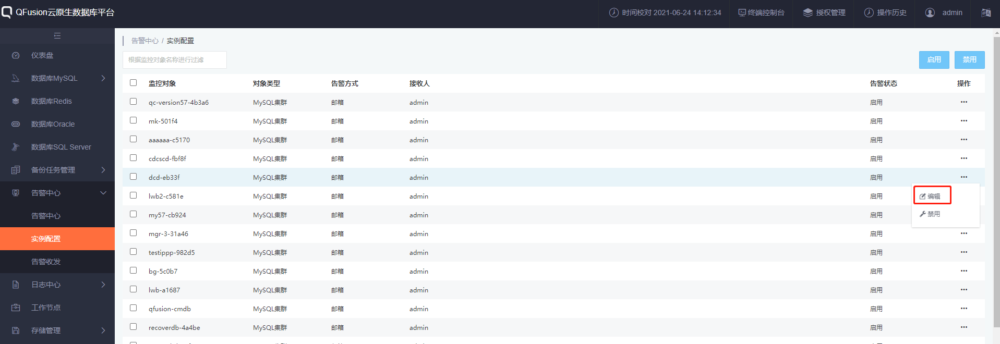 QFusion云原生数据库平台
时间校对 2021-06-24 14:12:34
终端控制台
授权管理
操作历史
admin
仪表盘
数据库MySQL
数据库Redis
数据库Oracle
数据库SQL Server
备份任务管理
告警中心
告警中心
实例配置
告警收发
日志中心
工作节点
存储管理
告警中心 / 实例配置
根据监控对象名称进行过滤
启用
禁用
监控对象 对象类型 告警方式 接收人 告警状态 操作
qc-version57-4b3a6 MySQL集群 邮箱 admin 启用
mk-501f4 MySQL集群 邮箱 admin 启用
aaaaaa-c5170 MySQL集群 邮箱 admin 启用
cdcscd-fbf8f MySQL集群 邮箱 admin 启用
dcd-eb33f MySQL集群 邮箱 admin 启用
lwb2-c581e MySQL集群 邮箱 admin 启用
编辑
my57-cb924 MySQL集群 邮箱 admin 启用
禁用
mgr-3-31a46 MySQL集群 邮箱 admin 启用
testippp-982d5 MySQL集群 邮箱 admin 启用
bg-5c0b7 MySQL集群 邮箱 admin 启用
lwb-a1687 MySQL集群 邮箱 admin 启用
qfusion-cmdb MySQL集群 邮箱 admin 启用
recoverdb-4a4be MySQL集群 邮箱 admin 启用